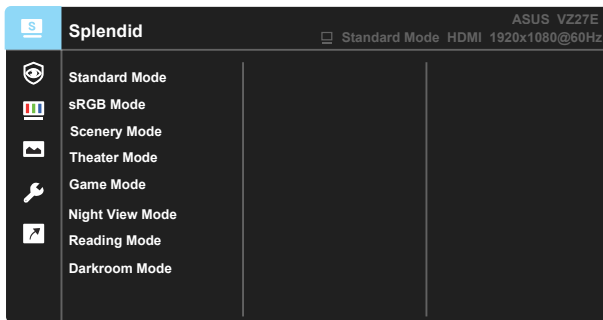 S
Splendid
ASUS VZ27E
Standard Mode HDMI 1920x1080@60Hz
Standard Mode
sRGB Mode
Scenery Mode
Theater Mode
Game Mode
Night View Mode
Reading Mode
Darkroom Mode